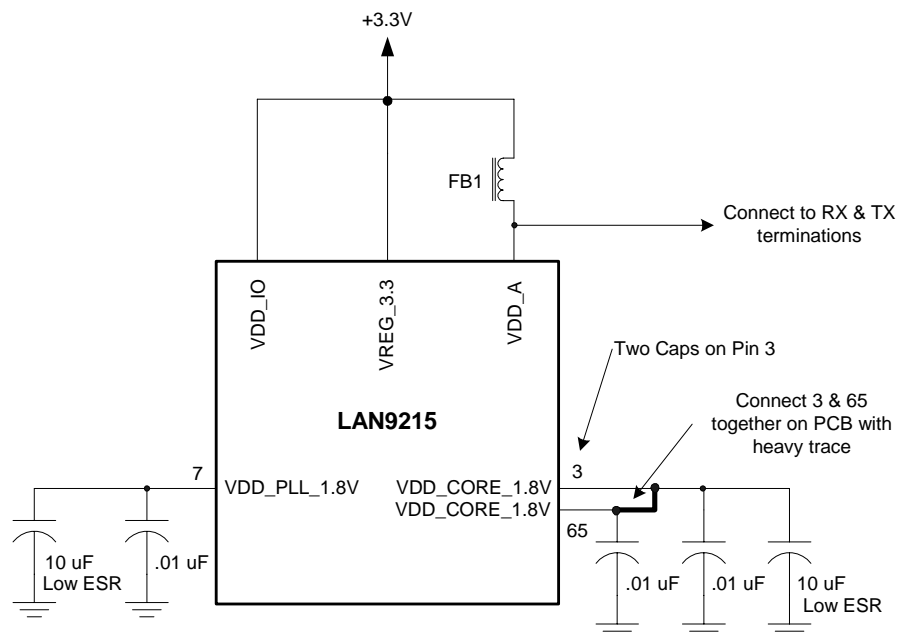 +3.3V
FB1
Connect to RX & TX
terminations
VDD_IO
VREG_3.3
VDD_A
Two Caps on Pin 3
LAN9215
Connect 3 & 65
together on PCB with
heavy trace
7
VDD_PLL_1.8V
VDD_CORE_1.8V
3
VDD_CORE_1.8V
65
10 uF
Low ESR
.01 uF
.01 uF
.01 uF
10 uF
Low ESR